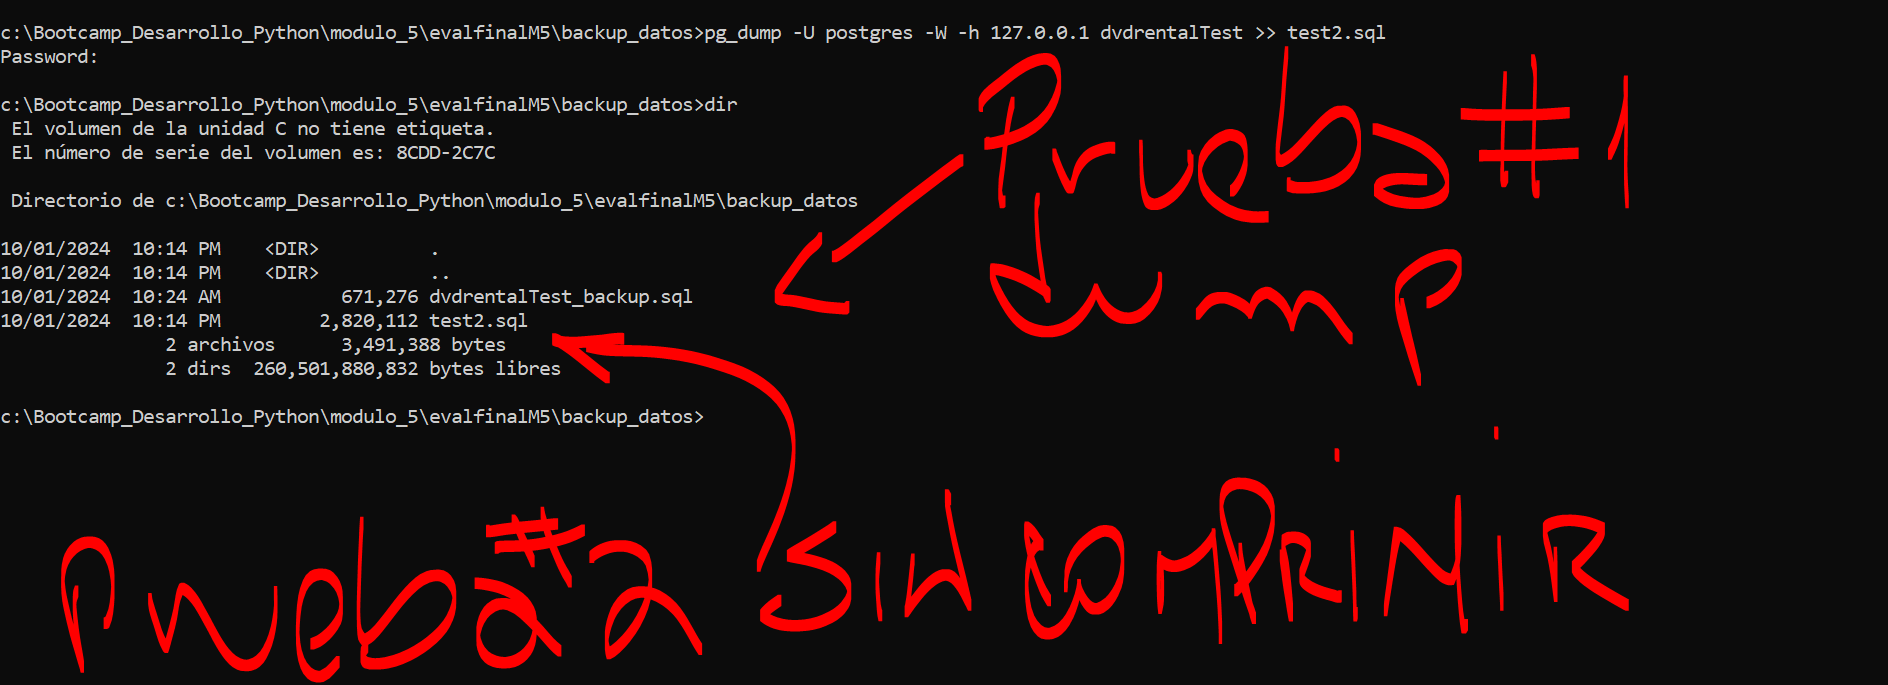 c:\Bootcamp_Desarrollo_Python\modulo_5\evalfinalM5\backup_datos>pg_dump -U postgres -W -h 127.0.0.1 dvdrentalTest >> test2.sql
Password:
c:\Bootcamp_Desarrollo_Python\modulo_5\evalfinalM5\backup_datos>dir
El volumen de la unidad C no tiene etiqueta.
El número de serie del volumen es: 8CDD-2C7C
Directorio de c:\Bootcamp_Desarrollo_Python\modulo_5\evalfinalM5\backup_datos
10/01/2024 10:14 PM <DIR> .
10/01/2024 10:14 PM <DIR> ..
10/01/2024 10:24 AM 671,276 dvdrentalTest_backup.sql
10/01/2024 10:14 PM 2,820,112 test2.sql
2 archivos 3,491,388 bytes
2 dirs 260,501,880,832 bytes libres
c:\Bootcamp_Desarrollo_Python\modulo_5\evalfinalM5\backup_datos>
Prueba #1
dump
Prueba #2 SIN COMPRiNiR